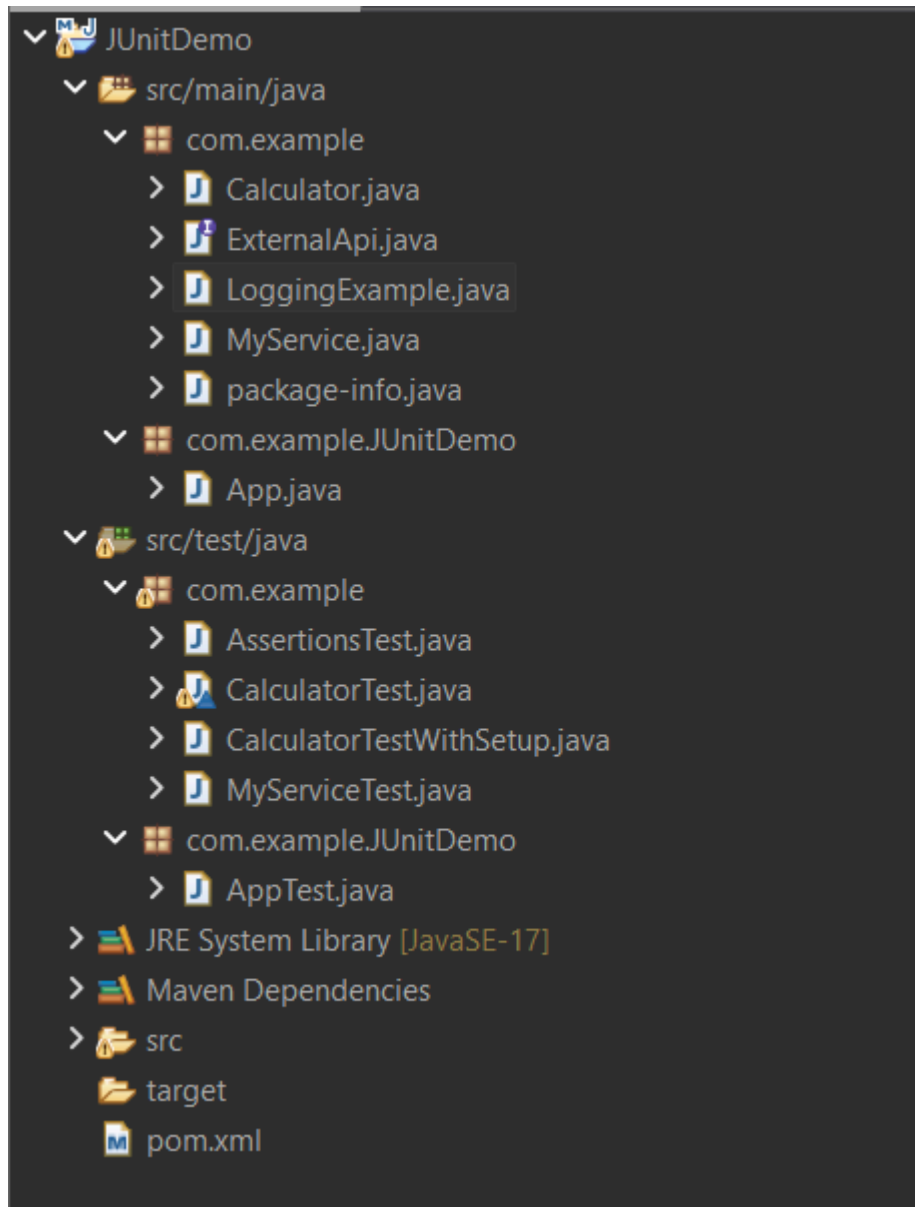 JUnitDemo
src/main/java
com.example
Calculator.java
ExternalApi.java
LoggingExample.java
MyService.java
package-info.java
com.example.JUnitDemo
App.java
src/test/java
com.example
AssertionsTest.java
CalculatorTest.java
CalculatorTestWithSetup.java
MyServiceTest.java
com.example.JUnitDemo
AppTest.java
JRE System Library [JavaSE-17]
Maven Dependencies
src
target
pom.xml